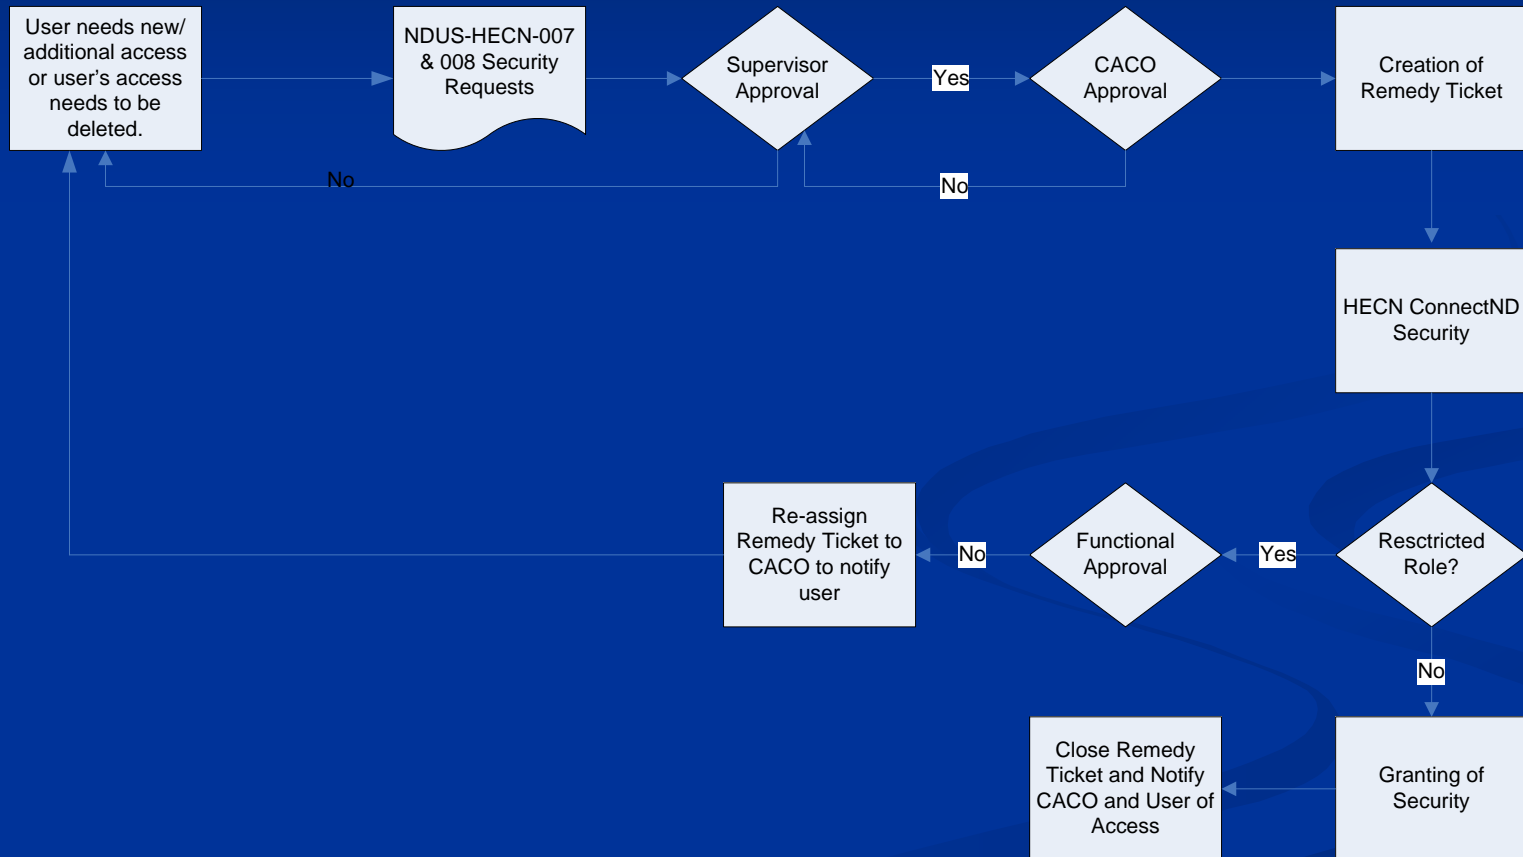 User needs new/
additional access
or user's access
needs to be
deleted.
NDUS-HECN-007
& 008 Security
Requests
Supervisor
Approval
Yes
CACO
Approval
Creation of
Remedy Ticket
No
No
HECN ConnectND
Security
Re-assign
Remedy Ticket to
CACO to notify
user
No
Functional
Approval
Yes
Resctricted
Role?
No
Close Remedy
Ticket and Notify
CACO and User of
Access
Granting of
Security